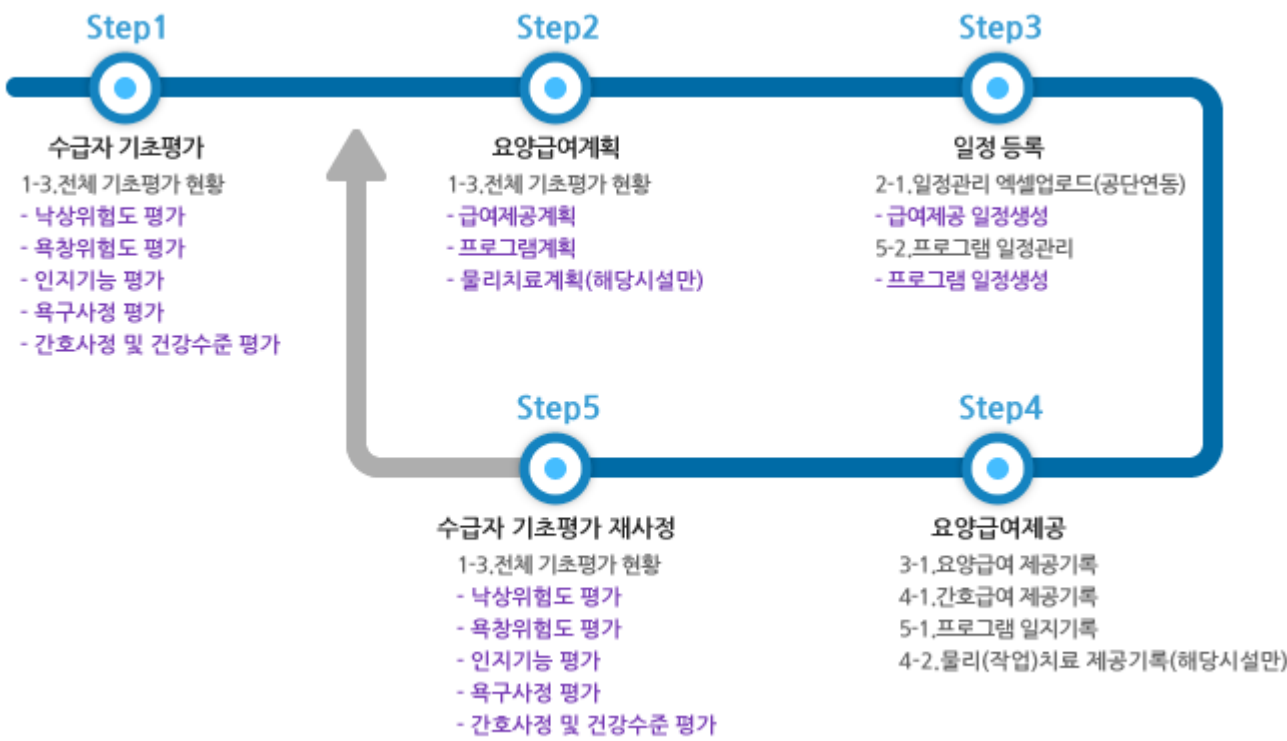 Step1
수급자 기초평가
1-3.전체 기초평가 현황
- 낙상위험도 평가
- 욕창위험도 평가
- 인지기능 평가
- 욕구사정 평가
- 간호사정 및 건강수준 평가
Step2
요양급여계획
1-3.전체 기초평가 현황
- 급여제공계획
- 프로그램계획
- 물리치료계획(해당시설만)
Step3
일정 등록
2-1.일정관리 엑셀업로드(공단연동)
- 급여제공 일정생성
5-2.프로그램 일정관리
- 프로그램 일정생성
Step4
요양급여제공
3-1.요양급여 제공기록
4-1.간호급여 제공기록
5-1.프로그램 일지기록
4-2.물리(작업)치료 제공기록(해당시설만)
Step5
수급자 기초평가 재사정
1-3.전체 기초평가 현황
- 낙상위험도 평가
- 욕창위험도 평가
- 인지기능 평가
- 욕구사정 평가
- 간호사정 및 건강수준 평가